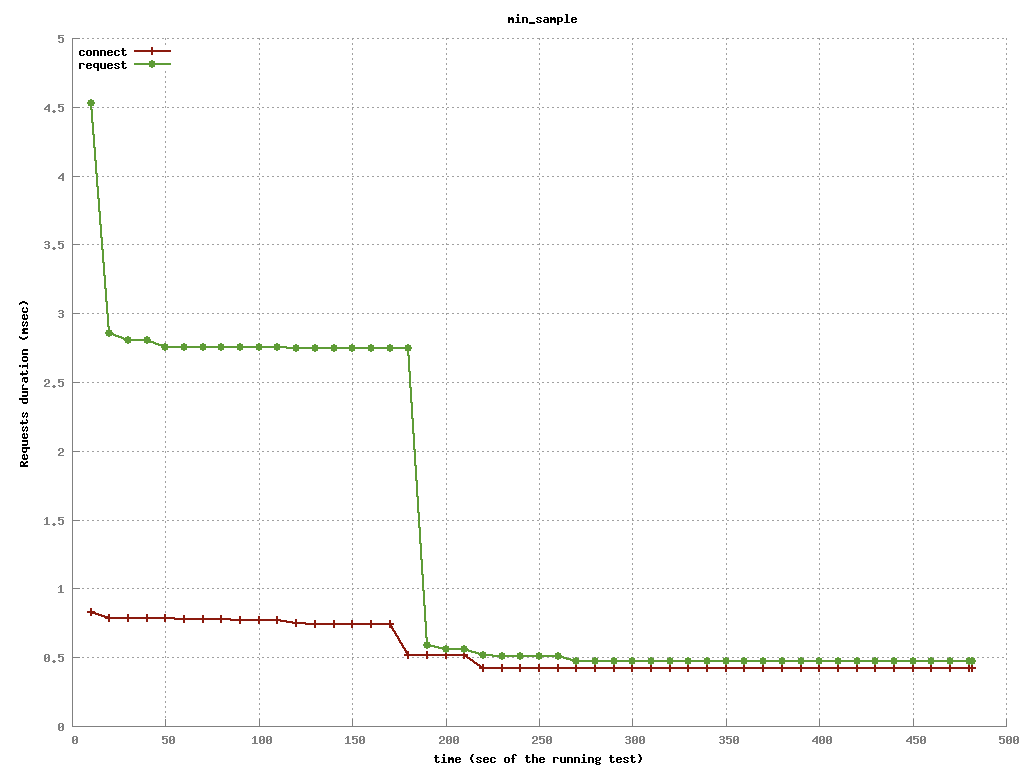 min_sample
connect
request
5
4.5
4
3.5
3
2.5
2
1.5
1
0.5
0
Requests duration (msec)
0 50 100 150 200 250 300 350 400 450 500
time (sec of the running test)